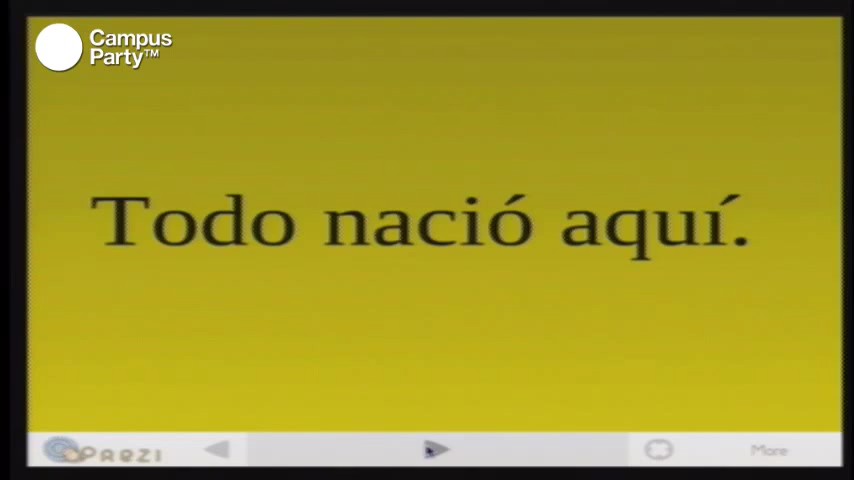 Campus
Party™
Todo nació aquí.
PREZI
More